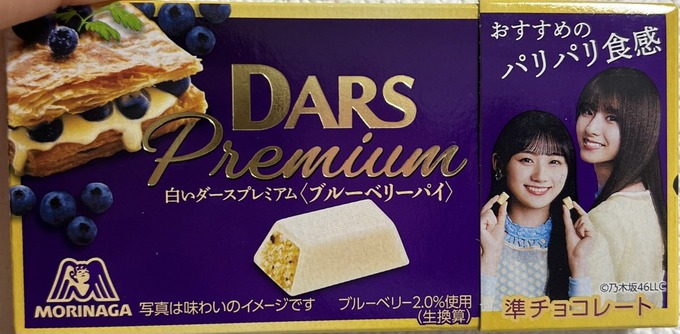 DARS
Premium
白いダースプレミアム〈ブルーベリーパイ〉
MORINAGA
写真は味わいのイメージです
ブルーベリー2.0%使用
(生換算)
おすすめの
パリパリ食感
©乃木坂46LLC
準チョコレート